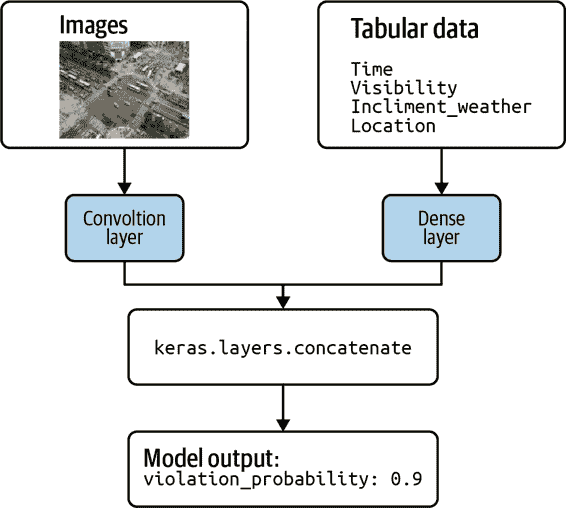 Images
Tabular data
Time
Visibility
Incliment_weather
Location
Convoltion
layer
Dense
layer
keras.layers.concatenate
Model output:
violation_probability: 0.9